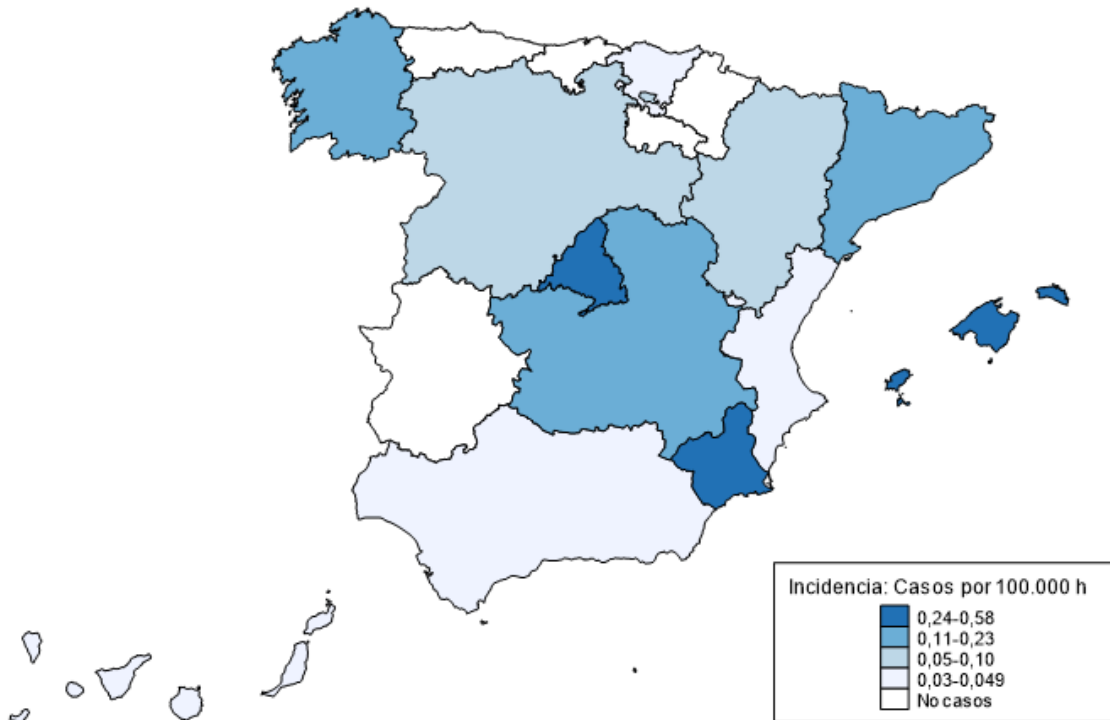 Incidencia: Casos por 100.000 h
0,24-0,58
0,11-0,23
0,05-0,10
0,03-0,049
No casos